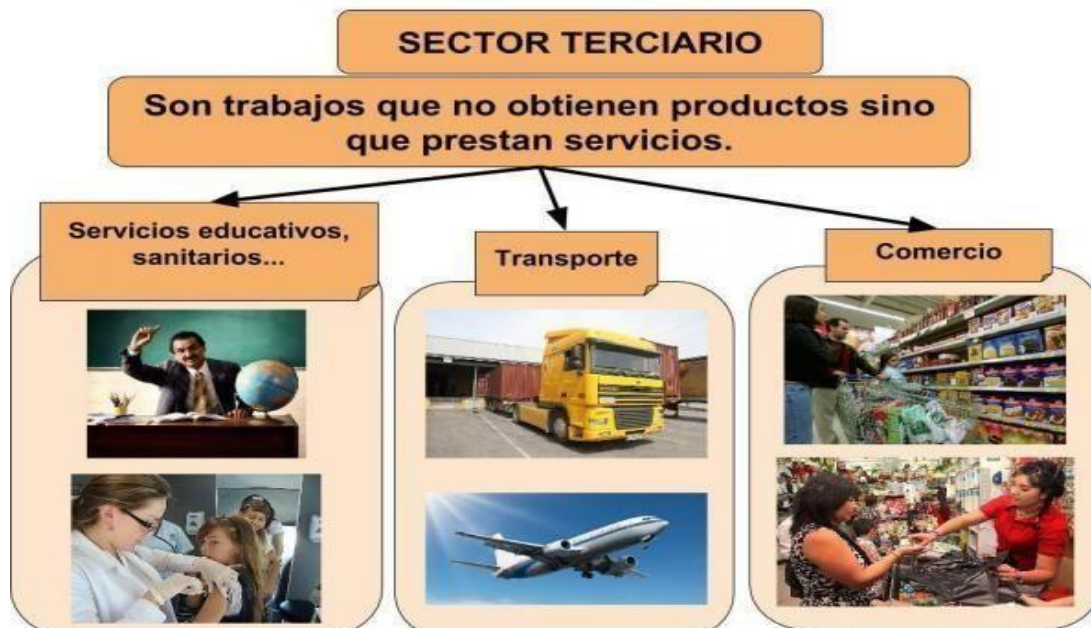 SECTOR TERCIARIO
Son trabajos que no obtienen productos sino
que prestan servicios.
Servicios educativos,
sanitarios...
Transporte
Comercio